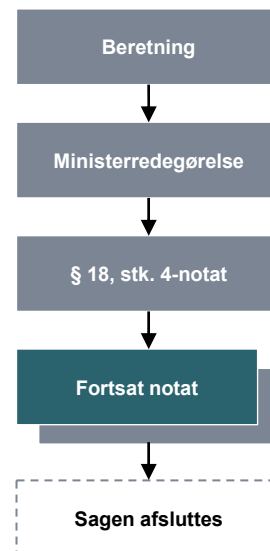 Beretning
Ministerredegørelse
§ 18, stk. 4-notat
Fortsat notat
Sagen afsluttes